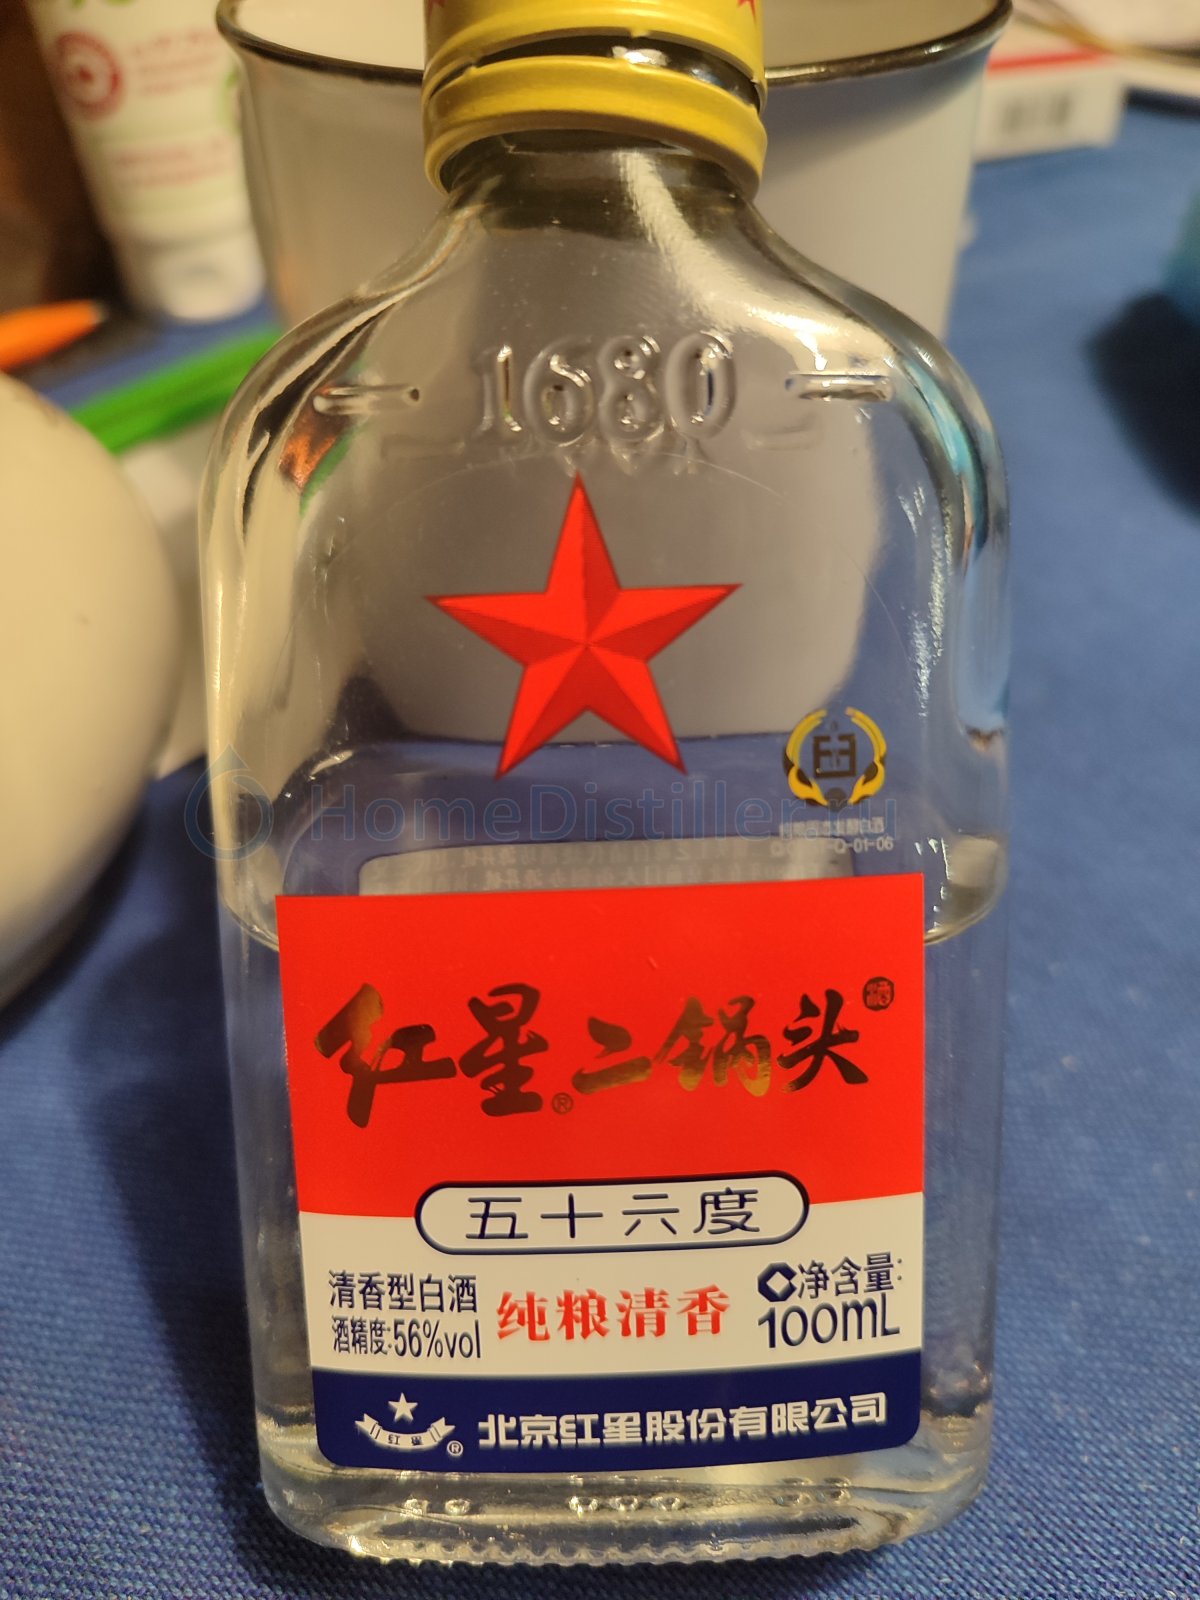 1680
HomeDistiller.ru
红星®二锅头
五十六度
清香型白酒
酒精度:56%vol
纯粮清香
净含量:
100mL
红星®
北京红星股份有限公司